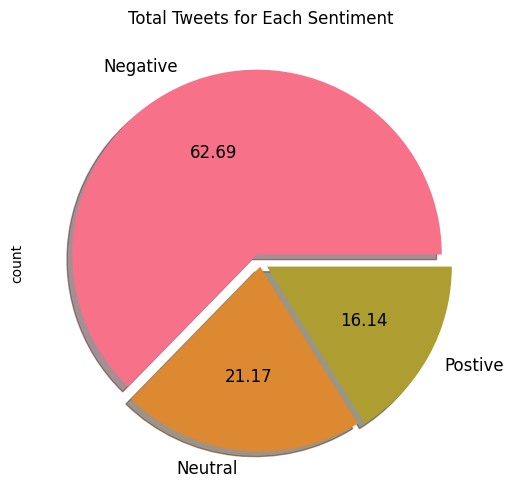 Total Tweets for Each Sentiment
Negative
62.69
count
16.14
Postive
21.17
Neutral